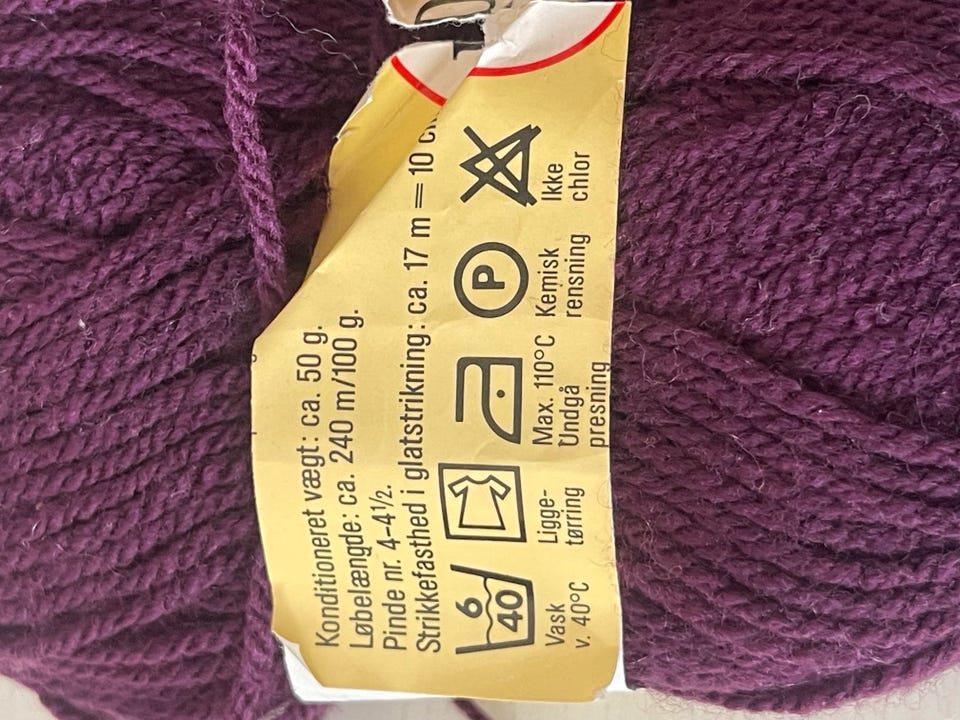 Konditioneret vægt: ca. 50 g.
Løbelængde: ca. 240 m/100 g.
Pinde nr. 4-4½.
Strikkefasthed i glatstrikning: ca. 17 m = 10
6
40
P
Vask
v. 40°C
Ligge-
tørring
Max. 110°C
Undgå
presning
Kemisk
rensning
Ikke
chlor